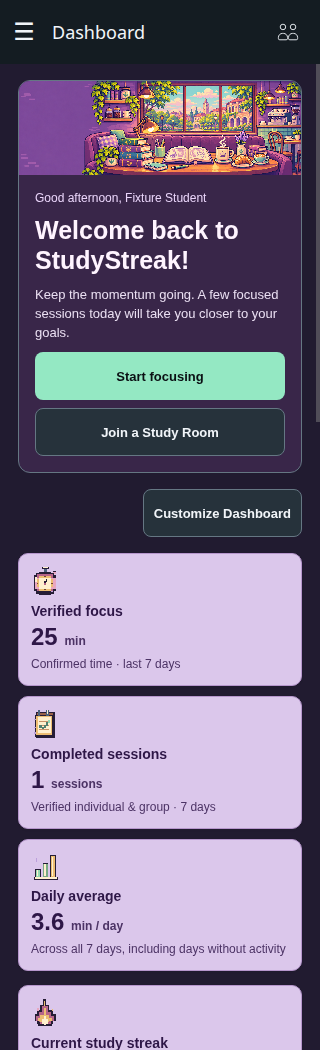 Dashboard
Good afternoon, Fixture Student
Welcome back to
StudyStreak!
Keep the momentum going. A few focused
sessions today will take you closer to your
goals.
Start focusing
Join a Study Room
Customize Dashboard
Verified focus
25 min
Confirmed time · last 7 days
Completed sessions
1 sessions
Verified individual & group · 7 days
Daily average
3.6 min / day
Across all 7 days, including days without activity
Current study streak